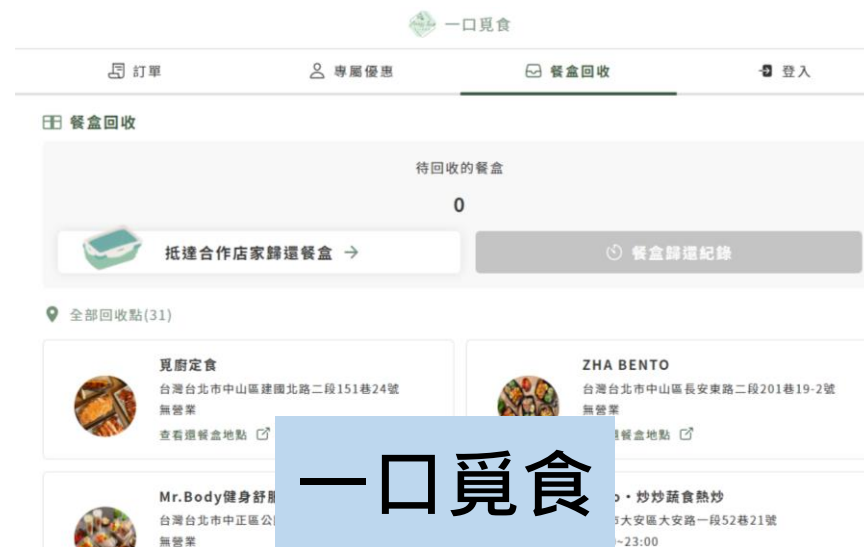 一口覓食
訂單
專屬優惠
餐盒回收
登入
餐盒回收
待回收的餐盒
0
抵達合作店家歸還餐盒 →
餐盒歸還紀錄
全部回收點(31)
覓廚定食
台灣台北市中山區建國北路二段151巷24號
無營業
查看還餐盒地點
ZHA BENTO
台灣台北市中山區長安東路二段201巷19-2號
無營業
還餐盒地點
Mr.Body健身舒
台灣台北市中正區公
無營業
・炒炒蔬食熱炒
市大安區大安路一段52巷21號
~23:00
一口覓食